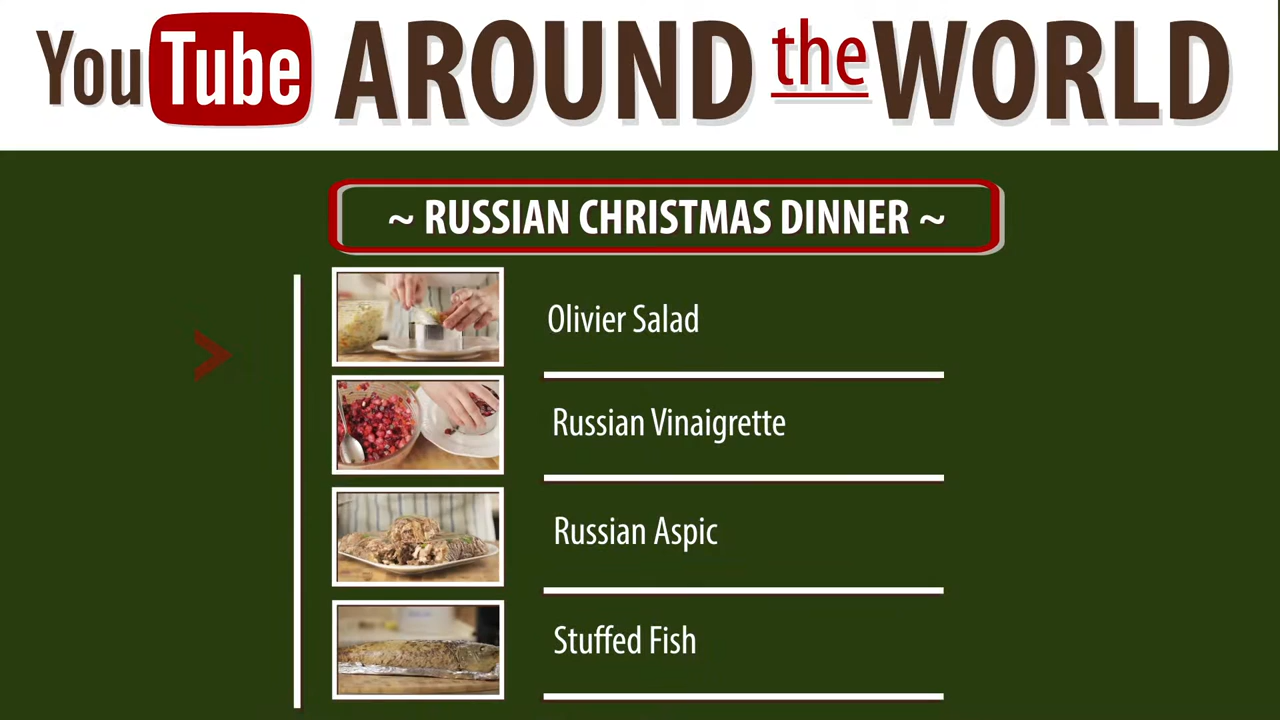 YouTube AROUND the WORLD
~ RUSSIAN CHRISTMAS DINNER ~
>
Olivier Salad
Russian Vinaigrette
Russian Aspic
Stuffed Fish